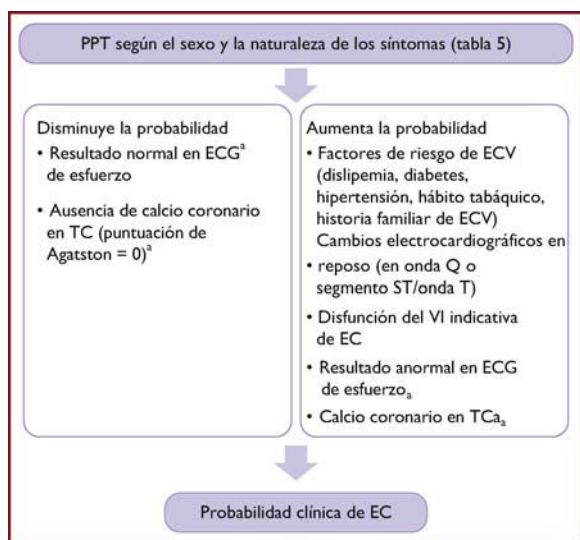 PPT según el sexo y la naturaleza de los síntomas (tabla 5)
Disminuye la probabilidad
• Resultado normal en ECGª
de esfuerzo
• Ausencia de calcio coronario
en TC (puntuación de
Agatston = 0)ª
Aumenta la probabilidad
• Factores de riesgo de ECV
(dislipemia, diabetes,
hipertensión, hábito tabáquico,
historia familiar de ECV)
Cambios electrocardiográficos en
• reposo (en onda Q o
segmento ST/onda T)
• Disfunción del VI indicativa
de EC
• Resultado anormal en ECG
de esfuerzoₐ
• Calcio coronario en TCaₐ
Probabilidad clínica de EC